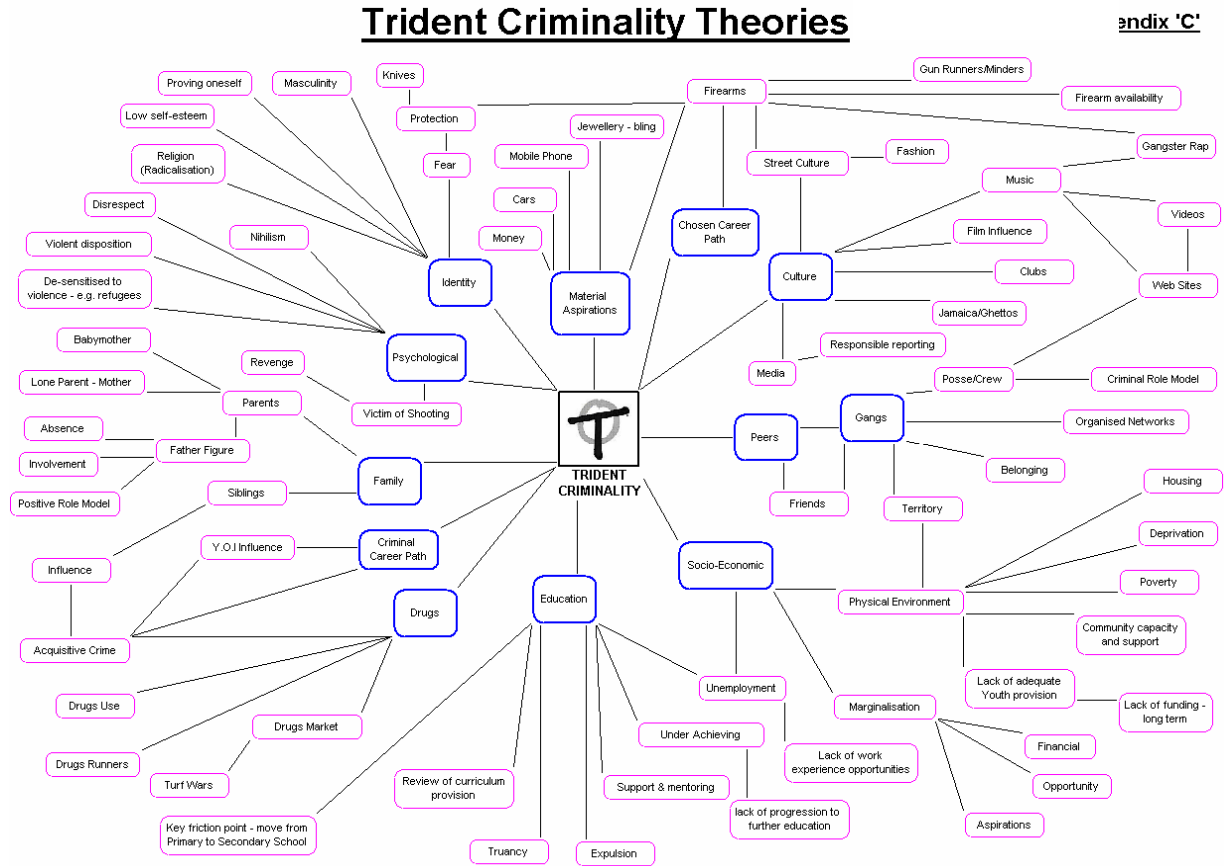 Trident Criminality Theories
endix 'C'
Proving oneself
Masculinity
Knives
Firearms
Gun Runners/Minders
Firearm availability
Low self-esteem
Protection
Jewellery - bling
Gangster Rap
Religion
(Radicalisation)
Fear
Mobile Phone
Street Culture
Fashion
Music
Disrespect
Cars
Chosen Career
Path
Videos
Violent disposition
Nihilism
Money
Film Influence
De-sensitised to
violence - e.g. refugees
Identity
Material
Aspirations
Culture
Clubs
Web Sites
Jamaica/Ghettos
Babymother
Psychological
Responsible reporting
Revenge
Media
Lone Parent - Mother
Parents
Victim of Shooting
Posse/Crew
Criminal Role Model
Absence
Father Figure
T
Peers
Gangs
Organised Networks
Involvement
TRIDENT
CRIMINALITY
Belonging
Positive Role Model
Siblings
Family
Friends
Territory
Housing
Y.O.I Influence
Criminal
Career Path
Deprivation
Influence
Socio-Economic
Poverty
Drugs
Education
Physical Environment
Community capacity
and support
Acquisitive Crime
Lack of adequate
Youth provision
Unemployment
Lack of funding -
long term
Drugs Use
Marginalisation
Drugs Market
Under Achieving
Financial
Drugs Runners
Lack of work
experience opportunities
Turf Wars
Review of curriculum
provision
Support & mentoring
Opportunity
Key friction point - move from
Primary to Secondary School
lack of progression to
further education
Aspirations
Truancy
Expulsion